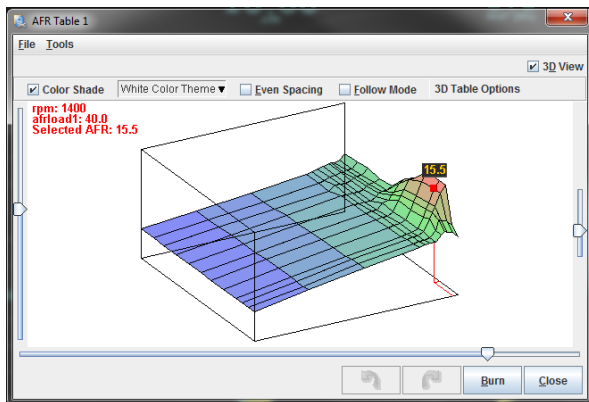 AFR Table 1
File Tools
3D View
Color Shade White Color Theme Even Spacing Follow Mode 3D Table Options
rpm: 1400
afrload1: 40.0
Selected AFR: 15.5
15.5
Burn Close